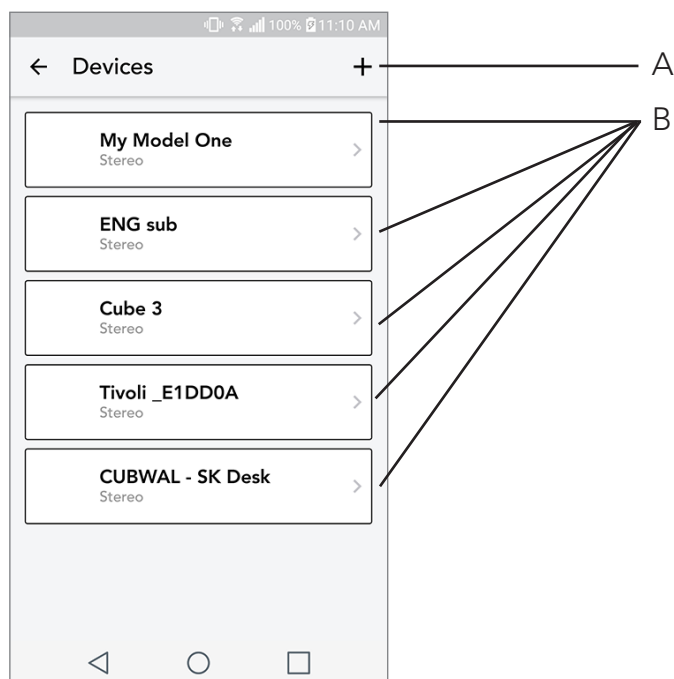 100% 11:10 AM
Devices
A
B
My Model One
Stereo
ENG sub
Stereo
Cube 3
Stereo
Tivoli _E1DD0A
Stereo
CUBWAL - SK Desk
Stereo